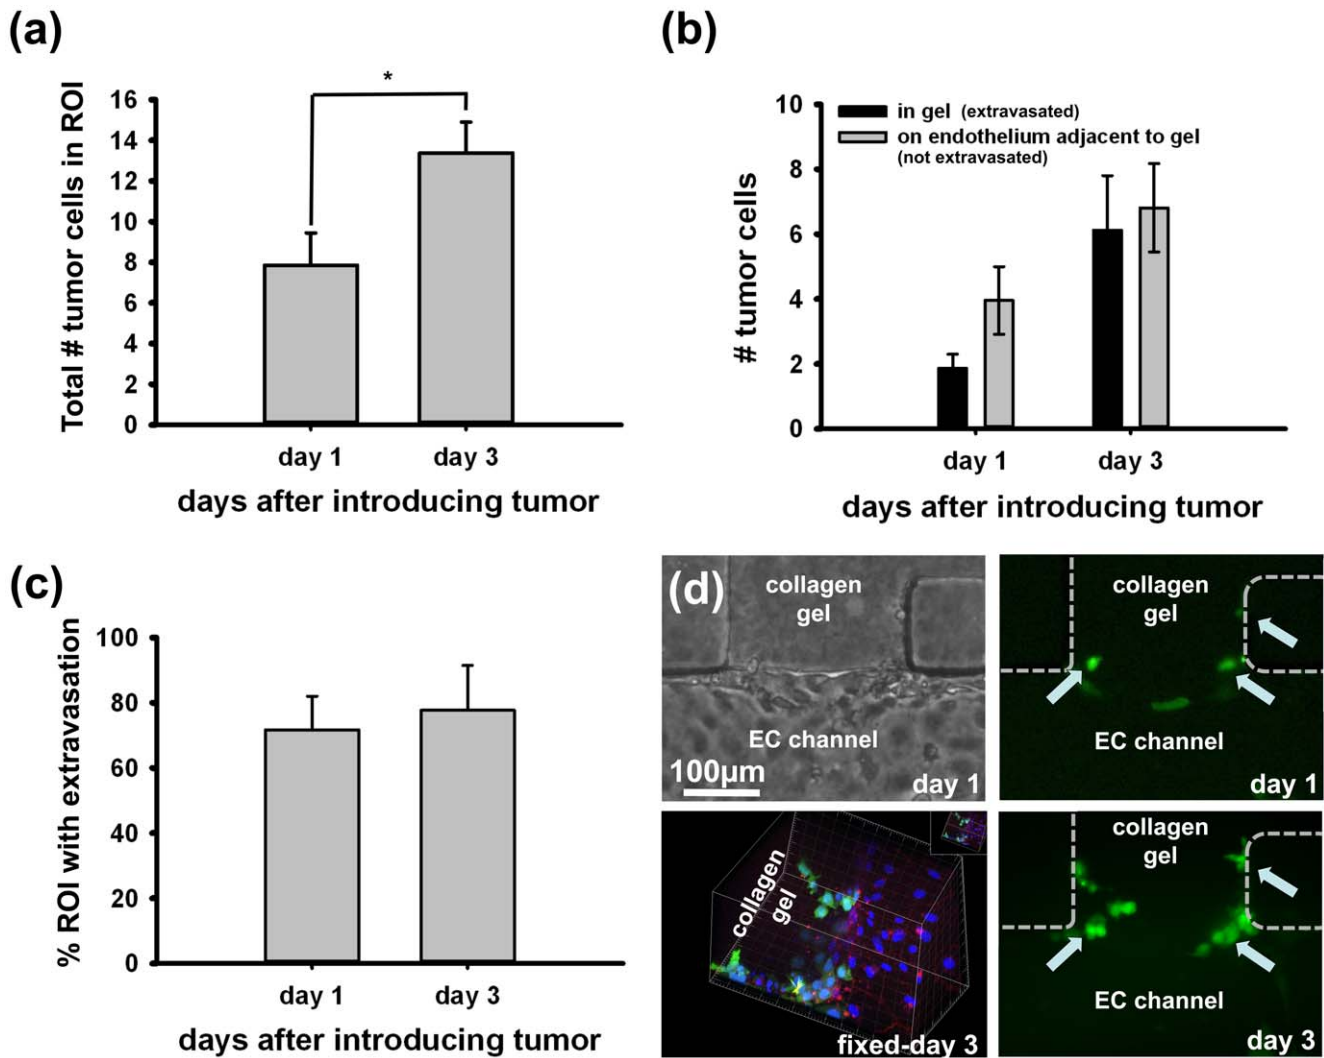 (a)
Total # tumor cells in ROI
16
14
12
10
8
6
4
2
0
*
day 1
day 3
days after introducing tumor
(b)
# tumor cells
10
8
6
4
2
0
in gel (extravasated)
on endothelium adjacent to gel
(not extravasated)
day 1
day 3
days after introducing tumor
(c)
% ROI with extravasation
100
80
60
40
20
0
day 1
day 3
days after introducing tumor
(d)
collagen
gel
EC channel
100μm
day 1
collagen
gel
EC channel
day 1
collagen
gel
fixed-day 3
collagen
gel
EC channel
day 3